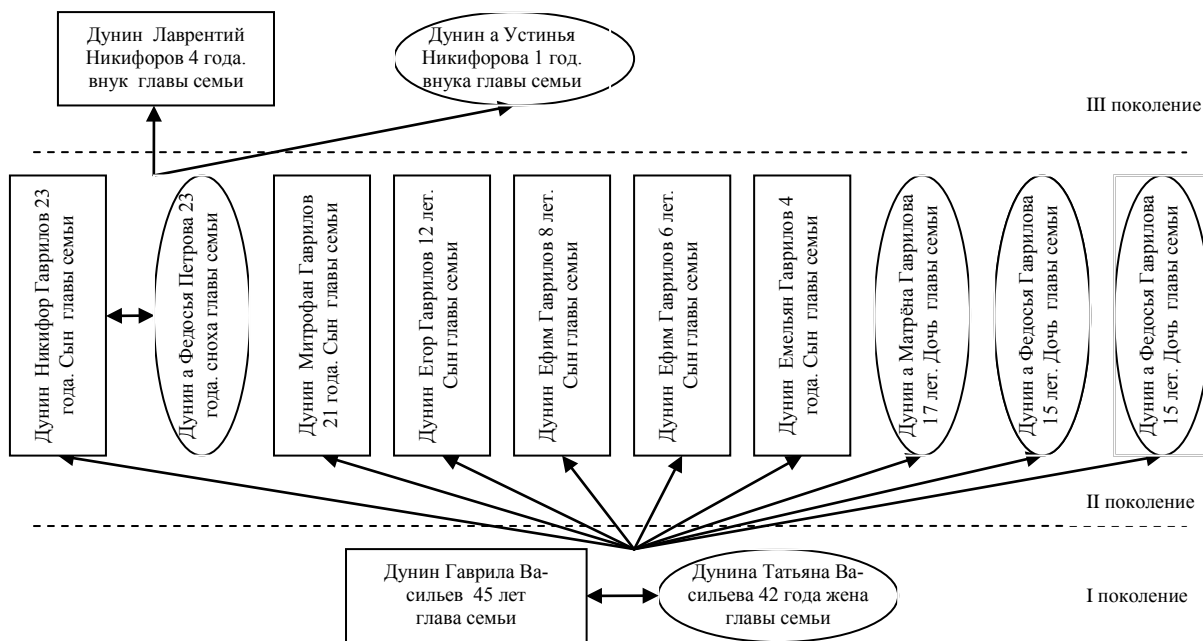 Дунин Лаврентий
Никифоров 4 года.
внук главы семьи
Дунин а Устинья
Никифорова 1 год.
внука главы семьи
III поколение
Дунин Никифор Гаврилов 23
года. Сын главы семьи
Дунин а Федосья Петрова 23
года. сноха главы семьи
Дунин Митрофан Гаврилов
21 года. Сын главы семьи
Дунин Егор Гаврилов 12 лет.
Сын главы семьи
Дунин Ефим Гаврилов 8 лет.
Сын главы семьи
Дунин Ефим Гаврилов 6 лет.
Сын главы семьи
Дунин Емельян Гаврилов 4
года. Сын главы семьи
Дунин а Матрёна Гаврилова
17 лет. Дочь главы семьи
Дунин а Федосья Гаврилова
15 лет. Дочь главы семьи
Дунин а Федосья Гаврилова
15 лет. Дочь главы семьи
II поколение
Дунин Гаврила Ва-
сильев 45 лет
глава семьи
Дунина Татьяна Ва-
сильева 42 года жена
главы семьи
I поколение